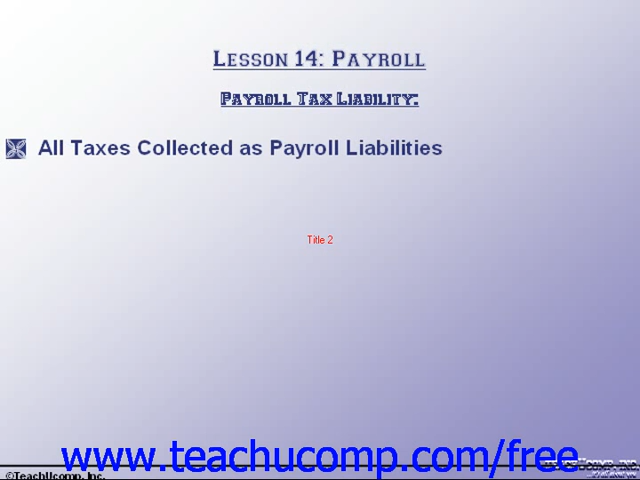 Lesson 14: Payroll
Payroll Tax Liability:
All Taxes Collected as Payroll Liabilities
Title 2
www.teachucomp.com/free
©TeachUcomp, Inc.